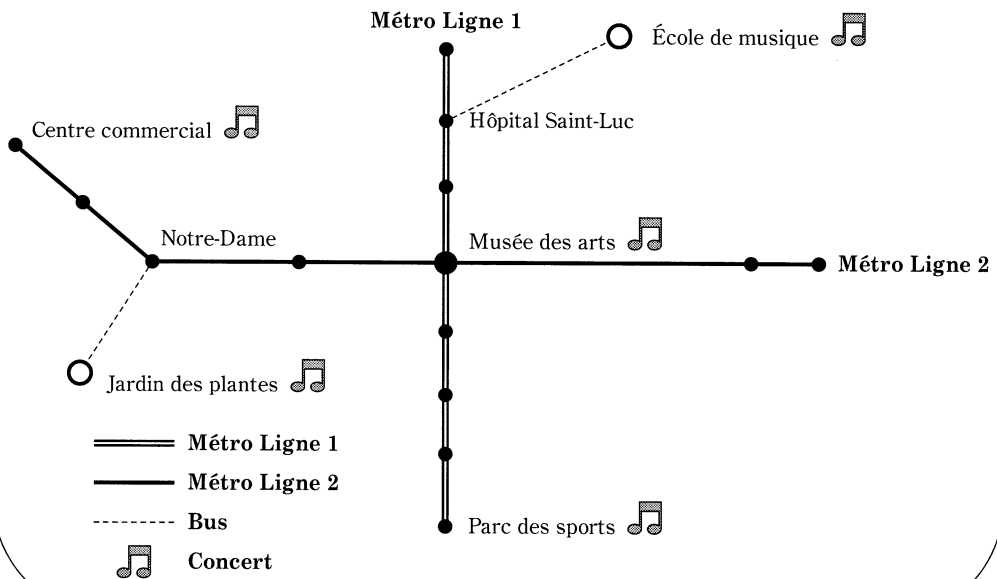 Métro Ligne 1
École de musique
Centre commercial
Hôpital Saint-Luc
Notre-Dame
Musée des arts
Métro Ligne 2
Jardin des plantes
Métro Ligne 1
Métro Ligne 2
Bus
Parc des sports
Concert